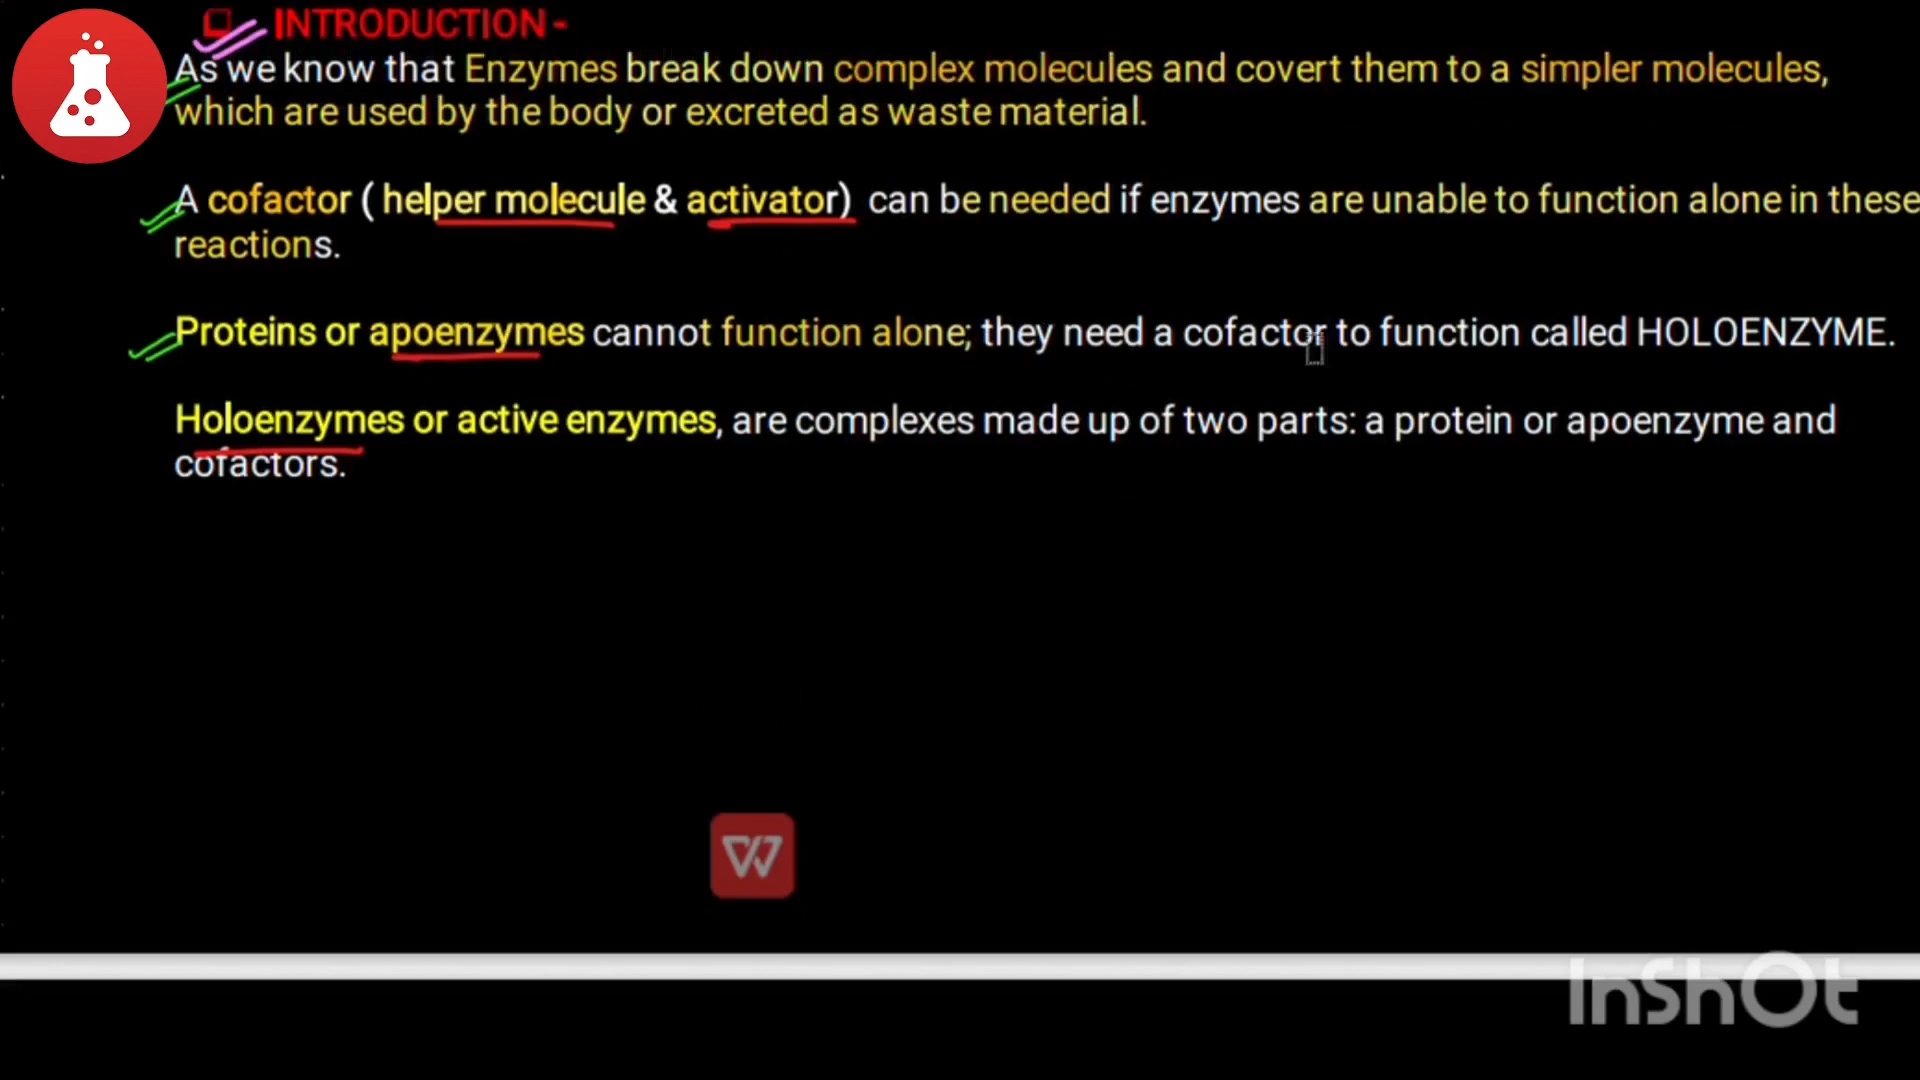 INTRODUCTION -
As we know that Enzymes break down complex molecules and covert them to a simpler molecules,
which are used by the body or excreted as waste material.
A cofactor ( helper molecule & activator) can be needed if enzymes are unable to function alone in these
reactions.
Proteins or apoenzymes cannot function alone; they need a cofactor to function called HOLOENZYME.
Holoenzymes or active enzymes, are complexes made up of two parts: a protein or apoenzyme and
cofactors.
W
InShOt